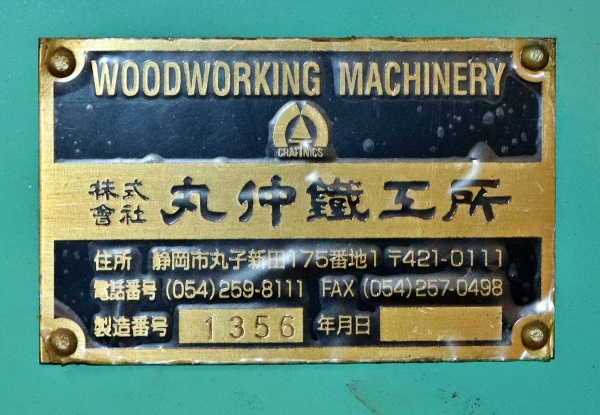 WOODWORKING MACHINERY
CRAFTNICS
株式會社 丸仲鐵工所
住所 静岡市丸子新田175番地1 〒421-0111
電話番号 (054) 259-8111 FAX (054) 257-0498
製造番号 1356 年月日